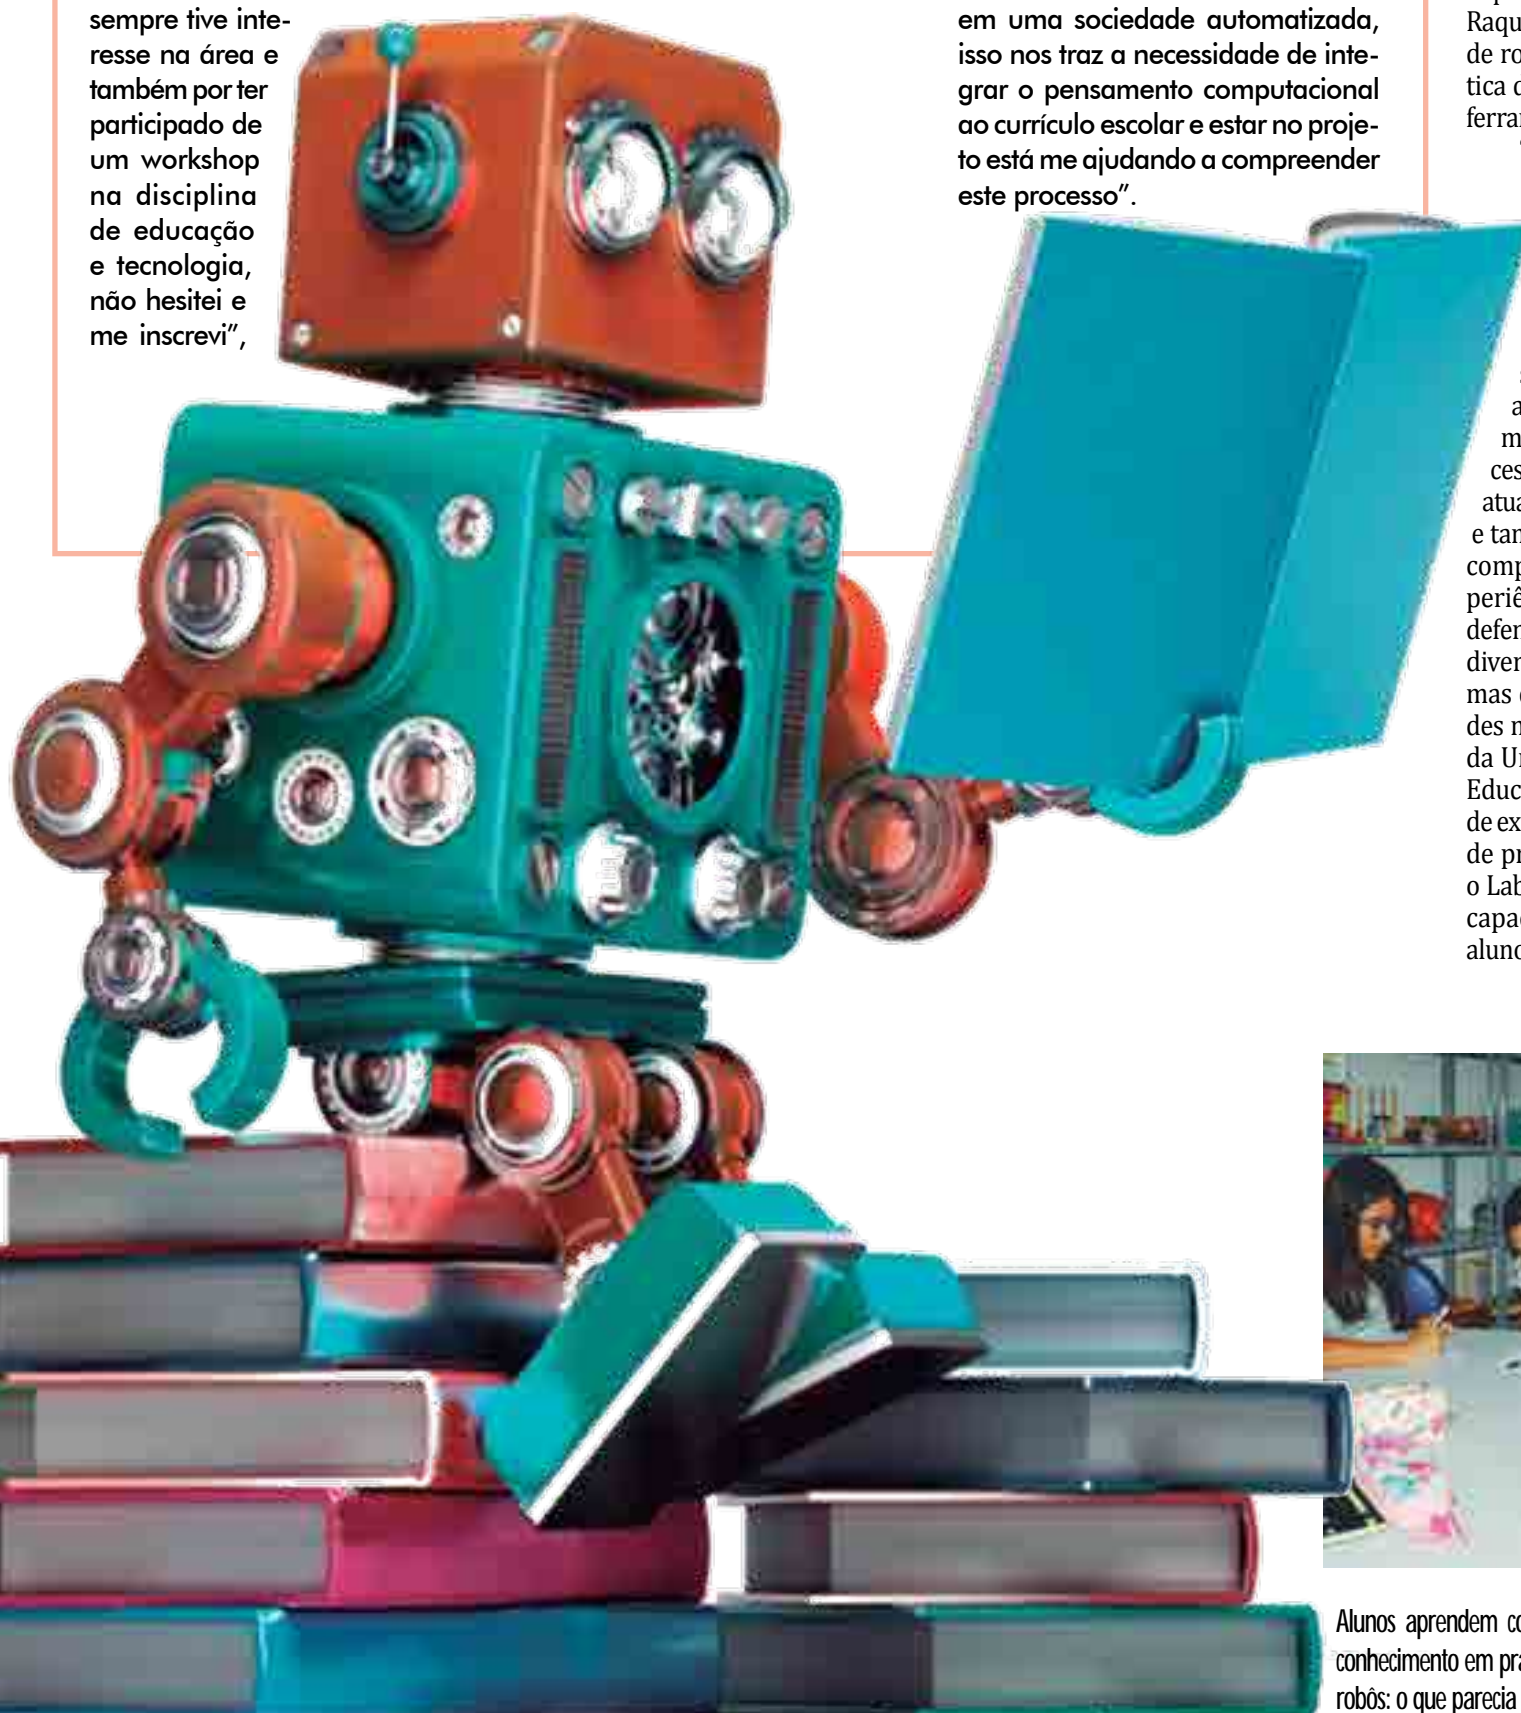 sempre tive inte-
resse na área e
também por ter
participado de
um workshop
na disciplina
de educação
e tecnologia,
não hesitei e
me inscrevi”,
em uma sociedade automatizada,
isso nos traz a necessidade de inte-
grar o pensamento computacional
ao currículo escolar e estar no proje-
to está me ajudando a compreender
este processo”.
Raqu
de ro
tica
ferra
a
m
ces
atua
e tan
comp
periê
defe
diver
mas
des
da Un
Educ
de ex
de pr
o Lab
capa
aluno
Alunos aprendem co
conhecimento em pra
robôs: o que parecia